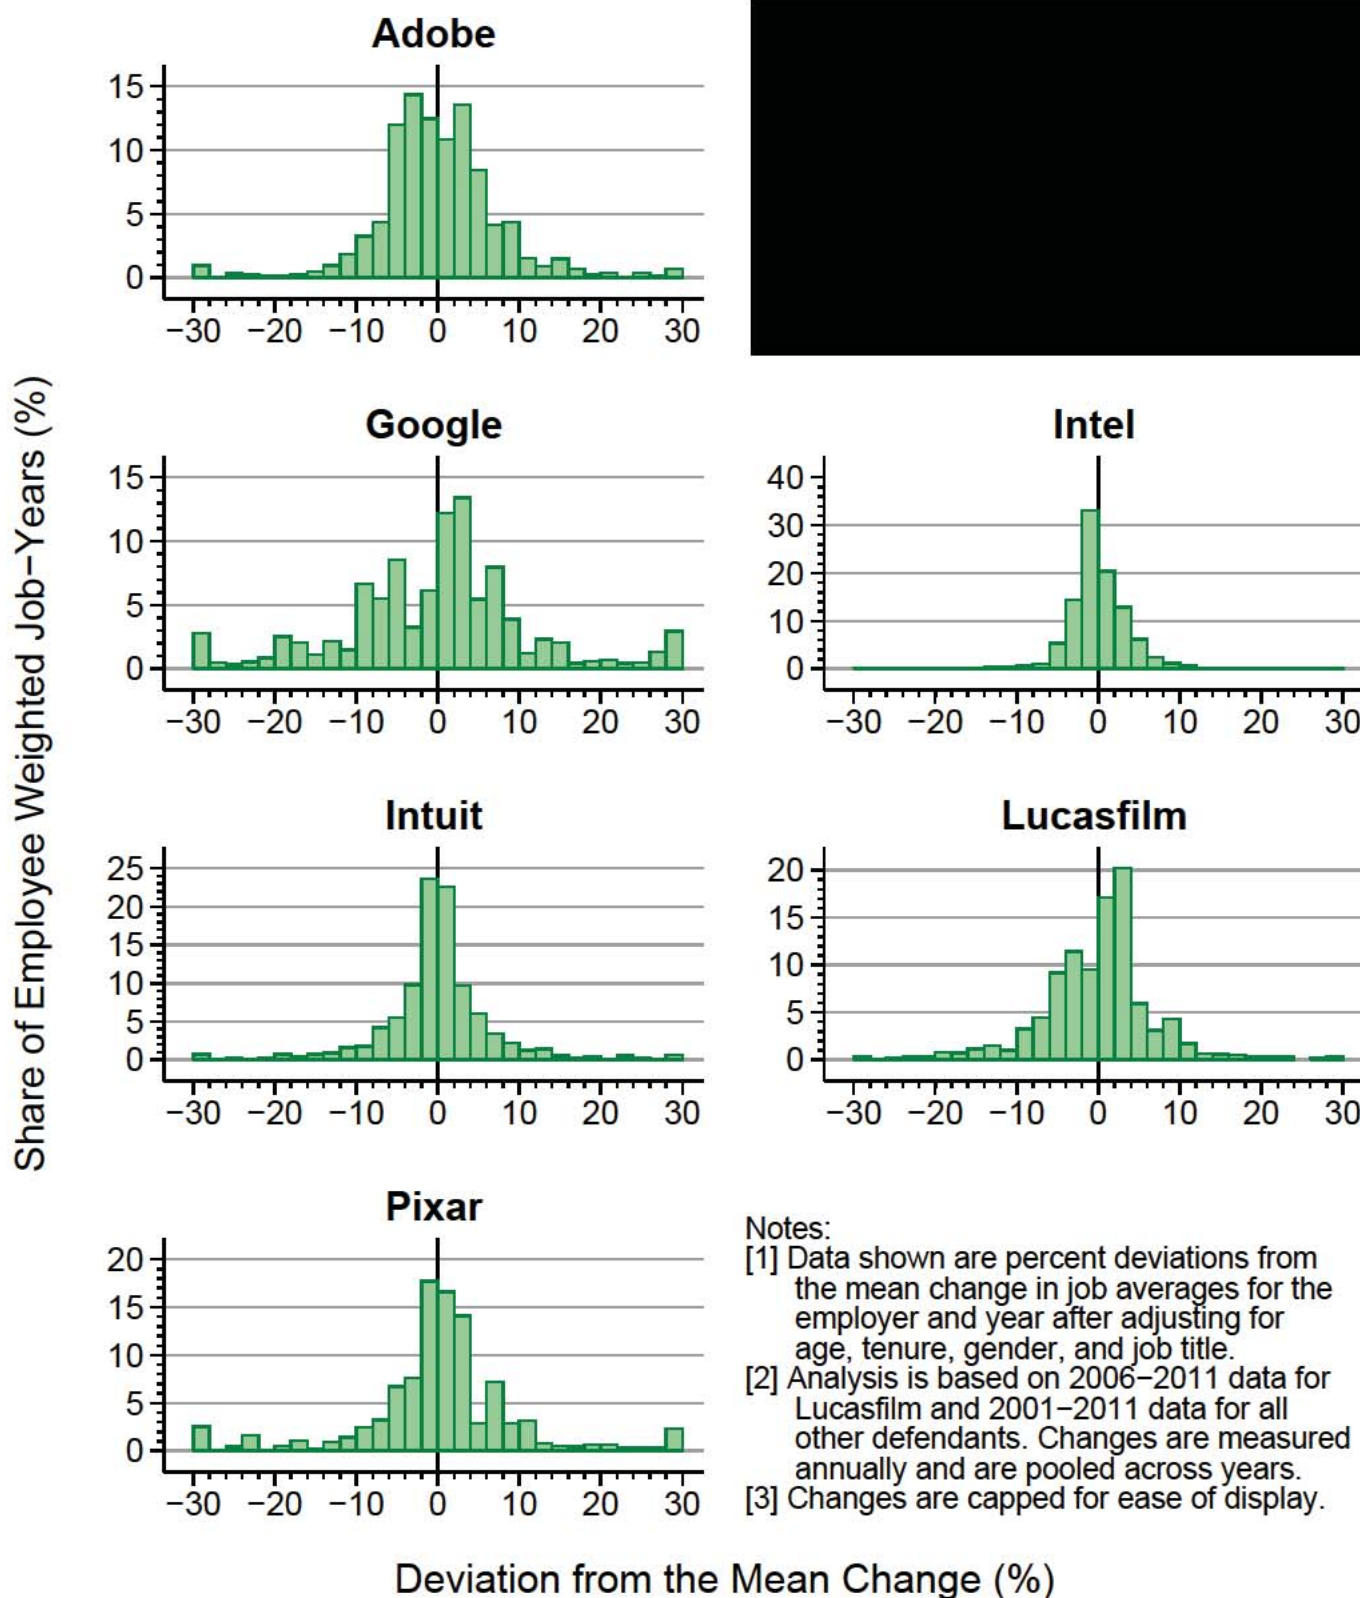 Adobe
15
10
5
0
−30 −20 −10 0 10 20 30
Share of Employee Weighted Job−Years (%)
Google
15
10
5
0
−30 −20 −10 0 10 20 30
Intel
40
30
20
10
0
−30 −20 −10 0 10 20 30
Intuit
25
20
15
10
5
0
−30 −20 −10 0 10 20 30
Lucasfilm
20
15
10
5
0
−30 −20 −10 0 10 20 30
Pixar
20
15
10
5
0
−30 −20 −10 0 10 20 30
Notes:
[1] Data shown are percent deviations from
the mean change in job averages for the
employer and year after adjusting for
age, tenure, gender, and job title.
[2] Analysis is based on 2006−2011 data for
Lucasfilm and 2001−2011 data for all
other defendants. Changes are measured
annually and are pooled across years.
[3] Changes are capped for ease of display.
Deviation from the Mean Change (%)